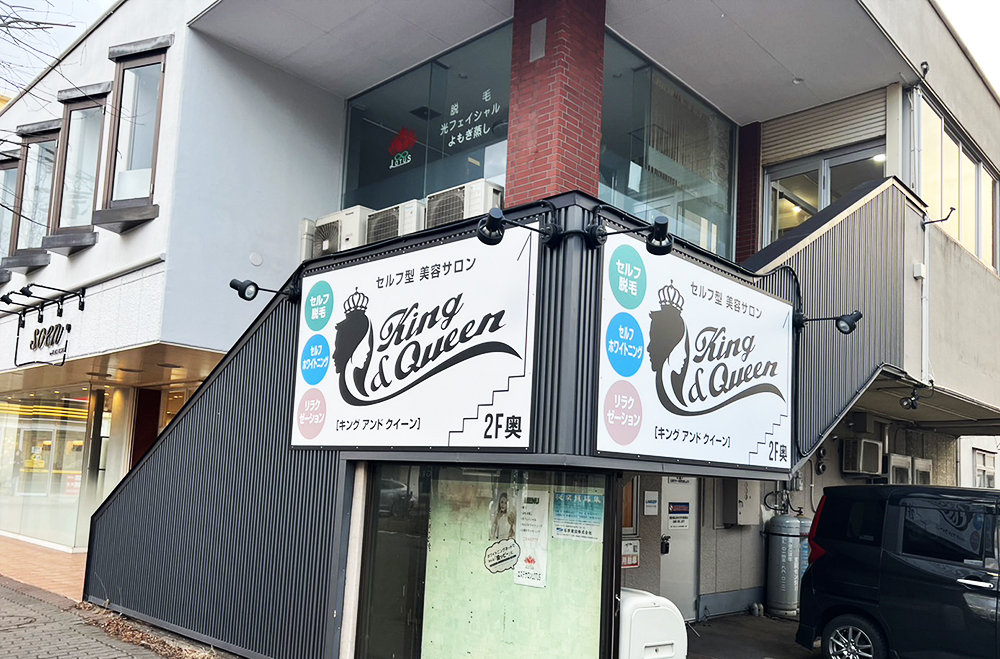 脱毛
光フェイシャル
よもぎ蒸し
soen
セルフ型 美容サロン
セルフ
脱毛
セルフ
ホワイトニング
リラク
ゼーション
King
& Queen
[キング アンド クイーン]
2F奥
セルフ型 美容サロン
セルフ
脱毛
セルフ
ホワイトニング
リラク
ゼーション
King
& Queen
[キング アンド クイーン]
2F奥
MENU